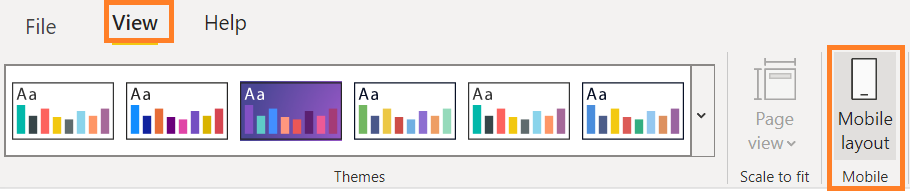 File View Help
Aa Aa Aa Aa Aa Aa
Page
view
Mobile
layout
Themes
Scale to fit
Mobile